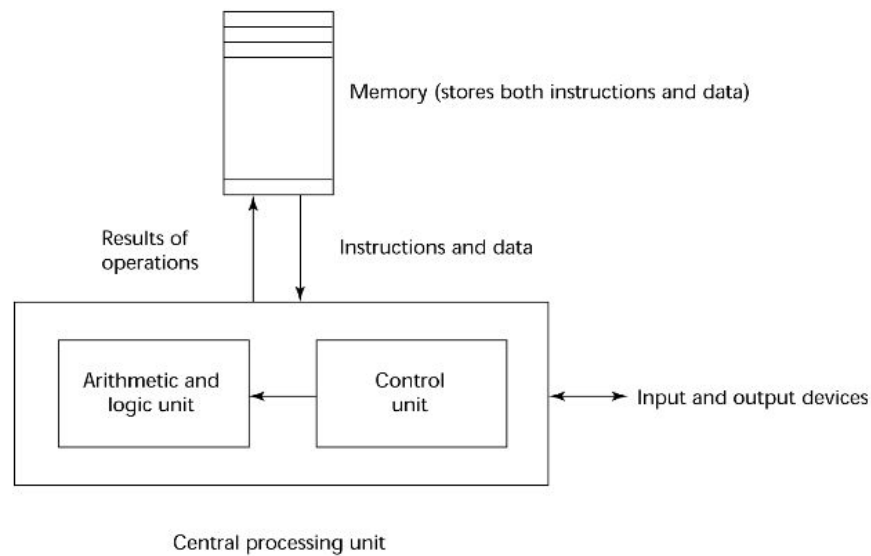 Memory (stores both instructions and data)
Results of
operations
Instructions and data
Arithmetic and
logic unit
Control
unit
Input and output devices
Central processing unit